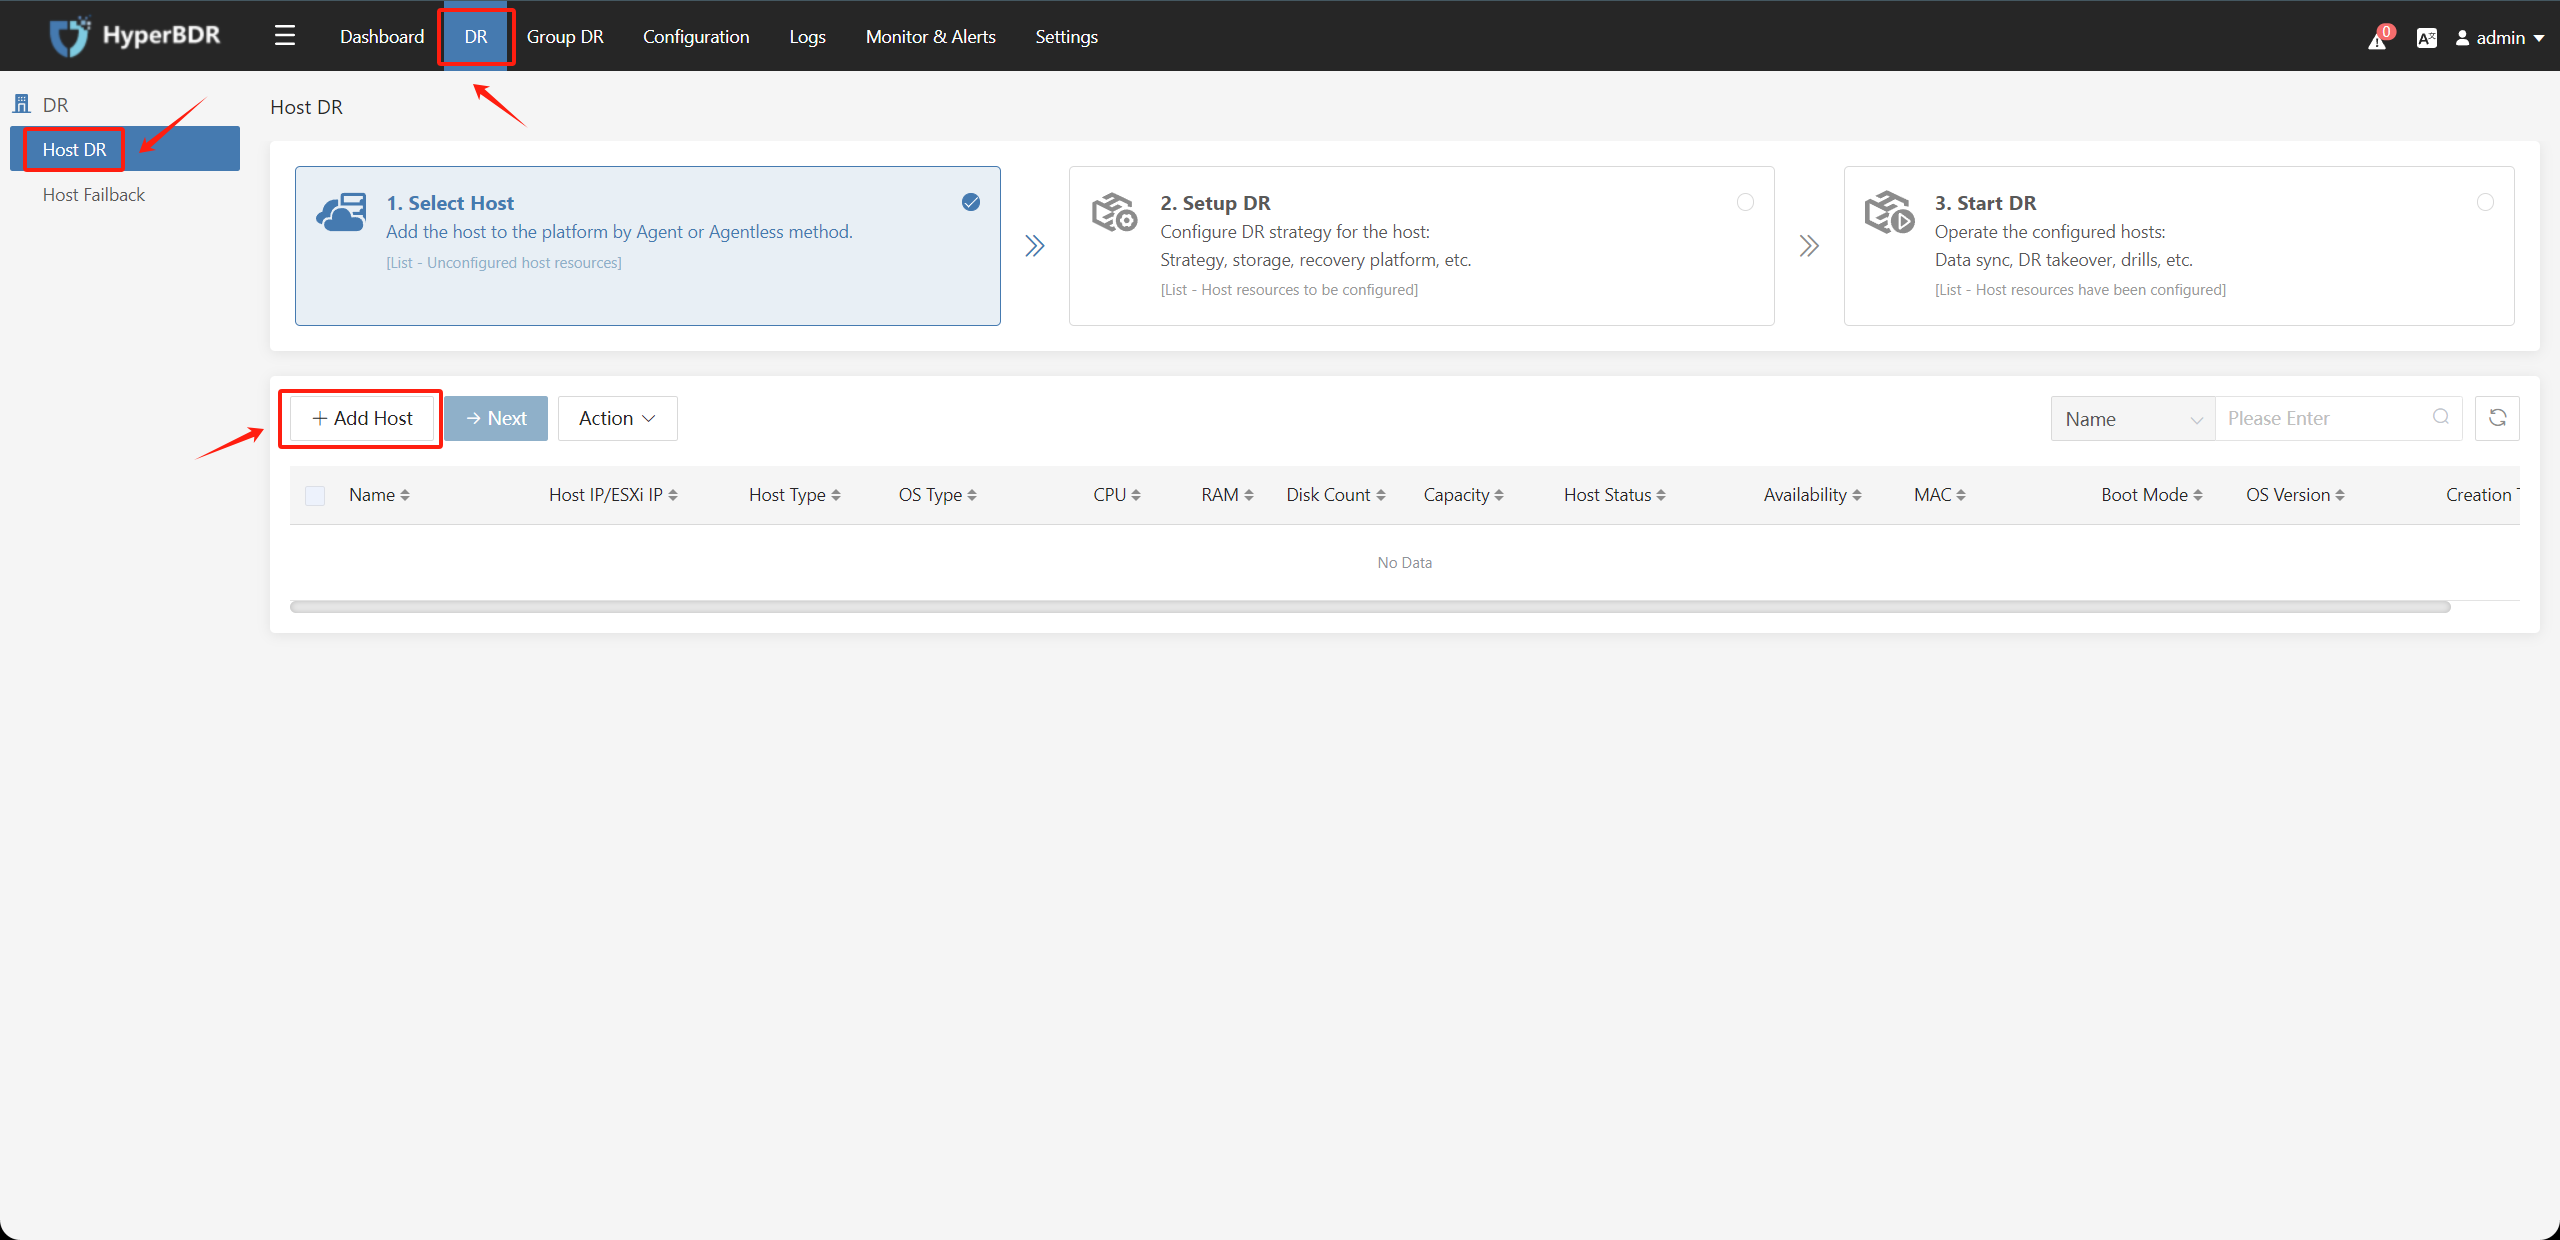 HyperBDR
Dashboard
DR
Group DR
Configuration
Logs
Monitor & Alerts
Settings
0
admin
DR
Host DR
Host Failback
Host DR
1. Select Host
Add the host to the platform by Agent or Agentless method.
[List - Unconfigured host resources]
2. Setup DR
Configure DR strategy for the host:
Strategy, storage, recovery platform, etc.
[List - Host resources to be configured]
3. Start DR
Operate the configured hosts:
Data sync, DR takeover, drills, etc.
[List - Host resources have been configured]
+ Add Host
→ Next
Action
Name
Please Enter
Name
Host IP/ESXi IP
Host Type
OS Type
CPU
RAM
Disk Count
Capacity
Host Status
Availability
MAC
Boot Mode
OS Version
Creation
No Data